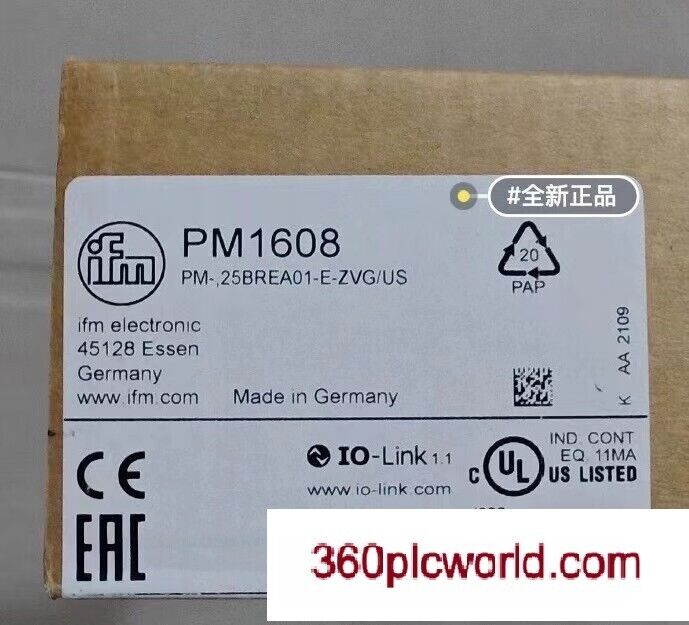 #全新正品
ifm
PM1608
PM-,25BREA01-E-ZVG/US
20
PAP
ifm electronic
45128 Essen
Germany
www.ifm.com
Made in Germany
K AA 2109
CE
EAC
IO-Link 1.1
www.io-link.com
C UL US LISTED
IND. CONT
EQ. 11MA
360plcworld.com